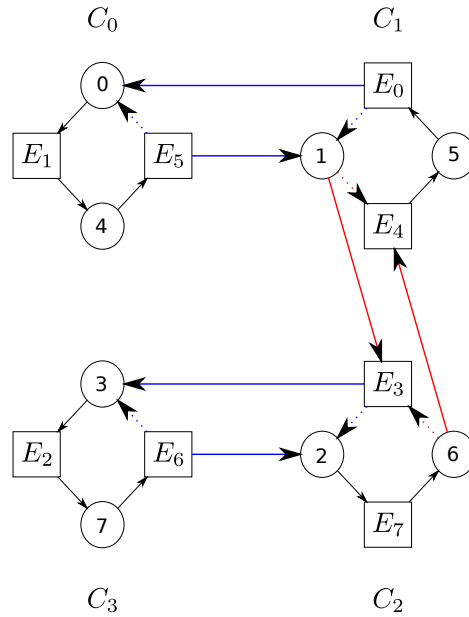 C₀ C₁
0 E₀
E₁ E₅ 1 5
4 E₄
3 E₃
E₂ E₆ 2 6
7 E₇
C₃ C₂